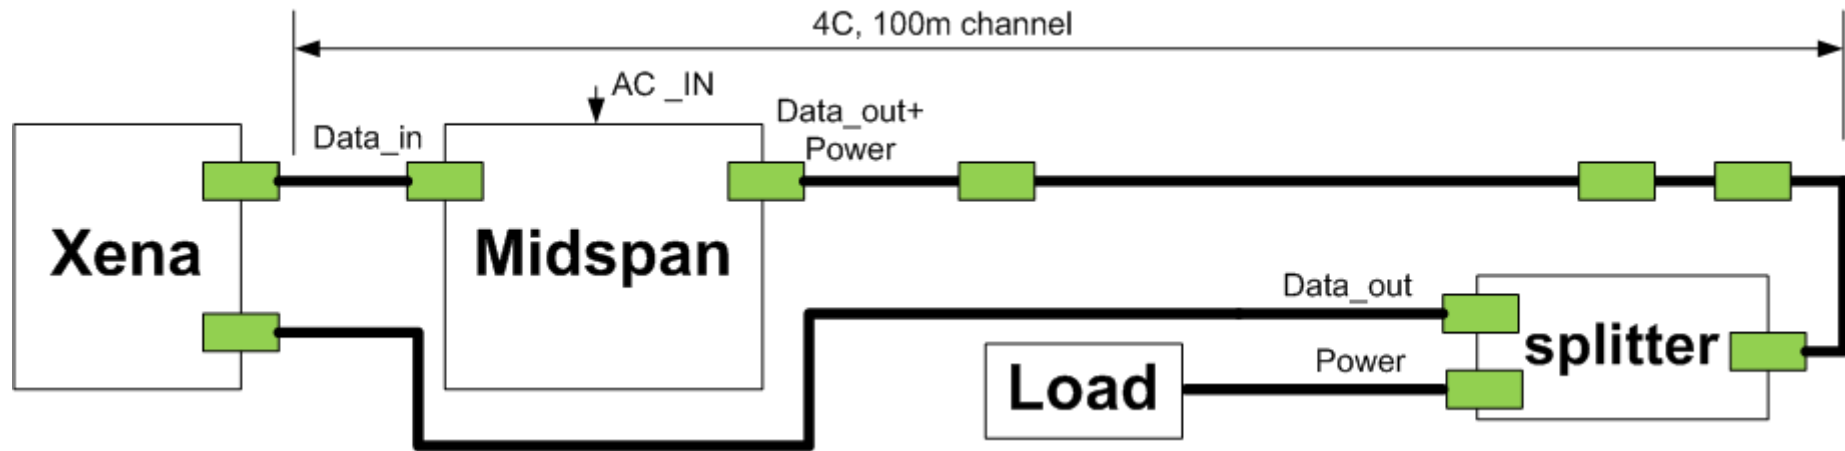 4C, 100m channel
AC _IN
Data_in
Data_out+
Power
Xena
Midspan
Data_out
splitter
Power
Load